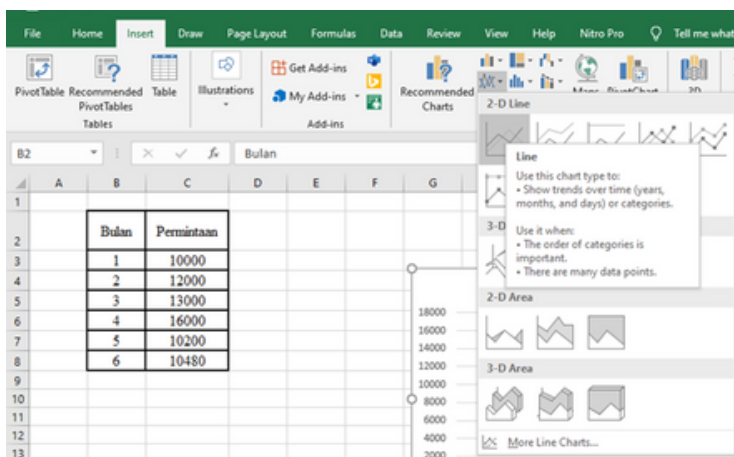 File Home Insert Draw Page Layout Formulas Data Review View Help Nitro Pro Tell me what
PivotTable Recommended PivotTables Table
Tables
Illustrations
Get Add-ins
My Add-ins
Add-ins
Recommended Charts
Maps PivotChart
2-D Line
Line
Use this chart type to:
• Show trends over time (years,
months, and days) or categories.
Use it when:
• The order of categories is
important.
• There are many data points.
2-D Area
3-D Area
More Line Charts...
B2 fx Bulan
A B C D E F G
1
2 Bulan Permintaan
3 1 10000
4 2 12000
5 3 13000
6 4 16000
7 5 10200
8 6 10480
9
10
11
12
13
18000
16000
14000
12000
10000
8000
6000
4000
2000